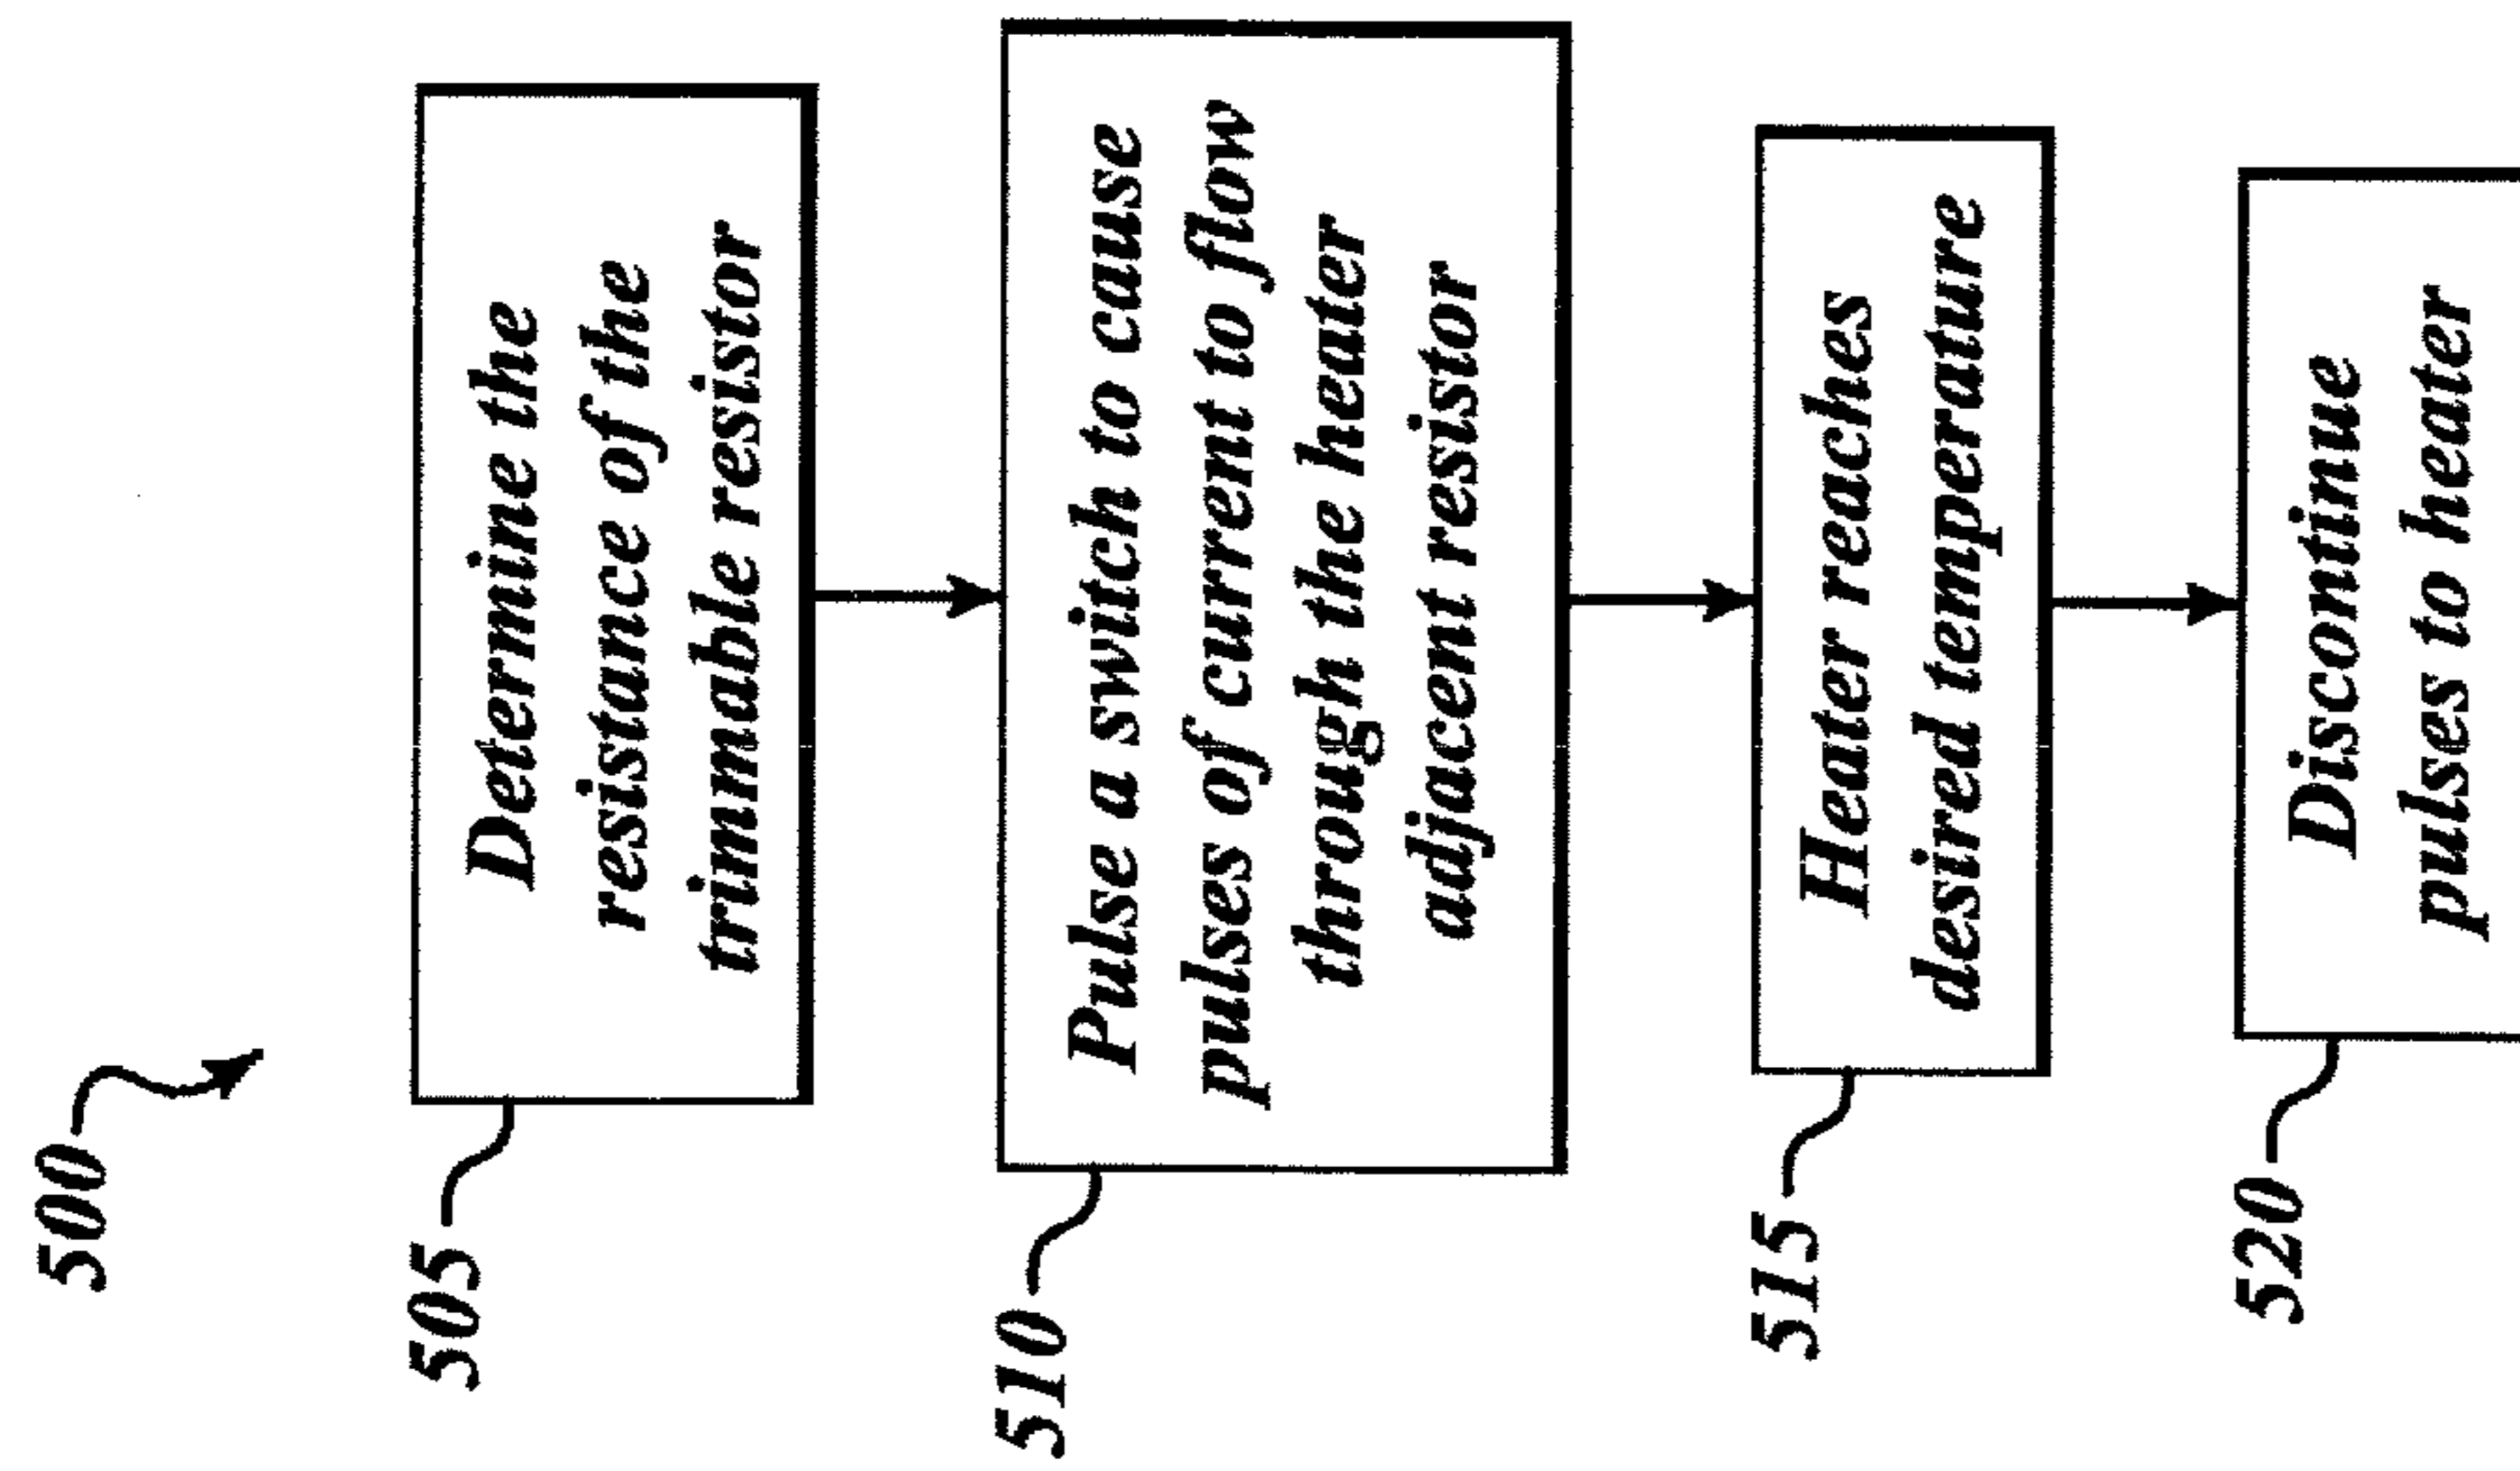 500
505
Determine the
resistance of the
trimmable resistor
510
Pulse a switch to cause
pulses of current to flow
through the heater
adjacent resistor
515
Heater reaches
desired temperature
520
Discontinue
pulses to heater